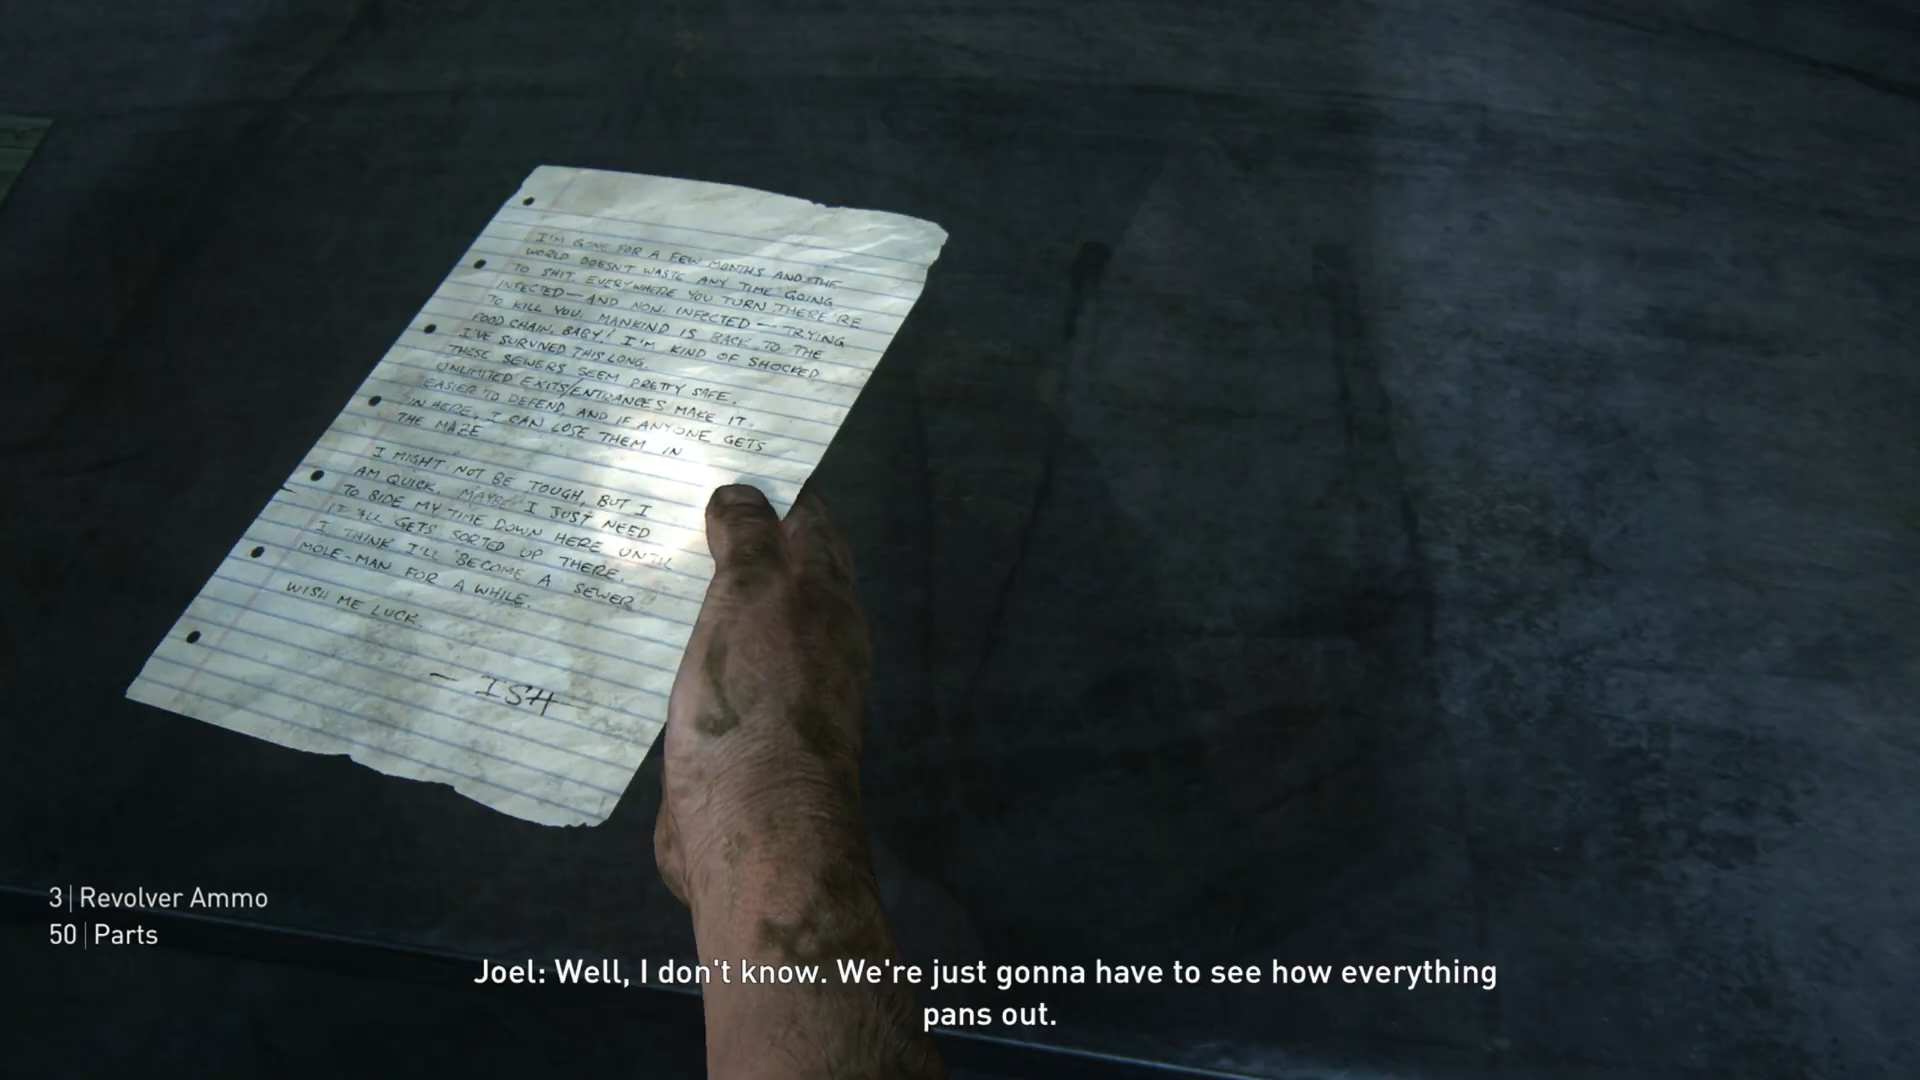 I'M GONE FOR A FEW MONTHS AND THE
WORLD DOESN'T WASTE ANY TIME GOING
TO SHIT EVERYWHERE YOU TURN THERE'RE
INFECTED—AND NON. INFECTED—TRYING
TO KILL YOU. MANKIND IS BACK TO THE
FOOD CHAIN, BABY! I'M KIND OF SHOCKED
I'VE SURVIVED THIS LONG.
THESE SEWERS SEEM PRETTY SAFE.
UNLIMITED EXITS/ENTRANCES MAKE IT
EASIER TO DEFEND, AND IF ANYONE GETS
IN HERE, I CAN LOSE THEM IN
THE MAZE
I MIGHT NOT BE TOUGH, BUT I
AM QUICK. MAYBE I JUST NEED
TO BIDE MY TIME DOWN HERE UNTIL
IT ALL GETS SORTED UP THERE.
I THINK I'LL BECOME A SEWER
MOLE-MAN FOR A WHILE.
WISH ME LUCK.
— ISH
3 | Revolver Ammo
50 | Parts
Joel: Well, I don't know. We're just gonna have to see how everything
pans out.